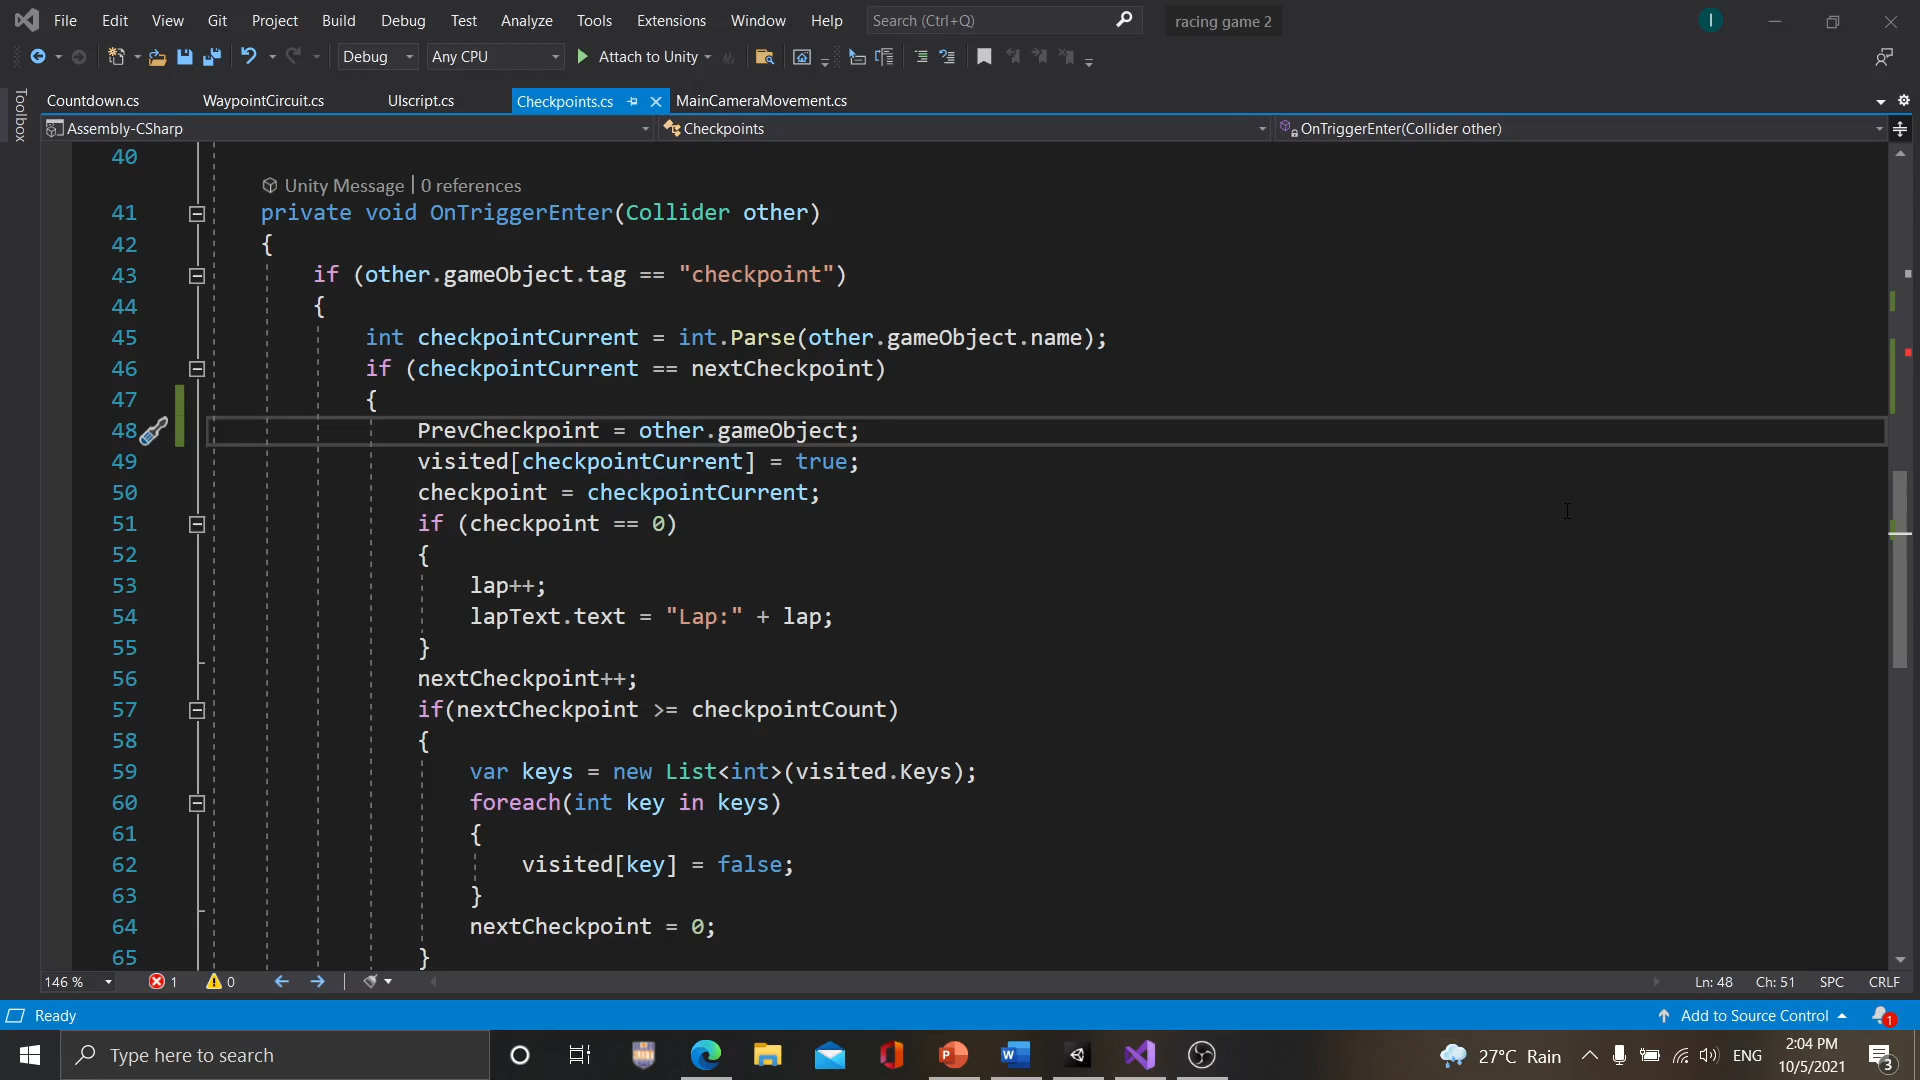 File Edit View Git Project Build Debug Test Analyze Tools Extensions Window Help Search (Ctrl+Q) racing game 2 I
Debug Any CPU Attach to Unity
Toolbox
Countdown.cs WaypointCircuit.cs UIscript.cs Checkpoints.cs MainCameraMovement.cs
Assembly-CSharp Checkpoints OnTriggerEnter(Collider other)
40
Unity Message | 0 references
41 private void OnTriggerEnter(Collider other)
42 {
43 if (other.gameObject.tag == "checkpoint")
44 {
45 int checkpointCurrent = int.Parse(other.gameObject.name);
46 if (checkpointCurrent == nextCheckpoint)
47 {
48 PrevCheckpoint = other.gameObject;
49 visited[checkpointCurrent] = true;
50 checkpoint = checkpointCurrent;
51 if (checkpoint == 0)
52 {
53 lap++;
54 lapText.text = "Lap:" + lap;
55 }
56 nextCheckpoint++;
57 if(nextCheckpoint >= checkpointCount)
58 {
59 var keys = new List<int>(visited.Keys);
60 foreach(int key in keys)
61 {
62 visited[key] = false;
63 }
64 nextCheckpoint = 0;
65 }
146 % 1 0 Ln: 48 Ch: 51 SPC CRLF
Ready Add to Source Control 1
Type here to search 27°C Rain ENG 2:04 PM
10/5/2021 3